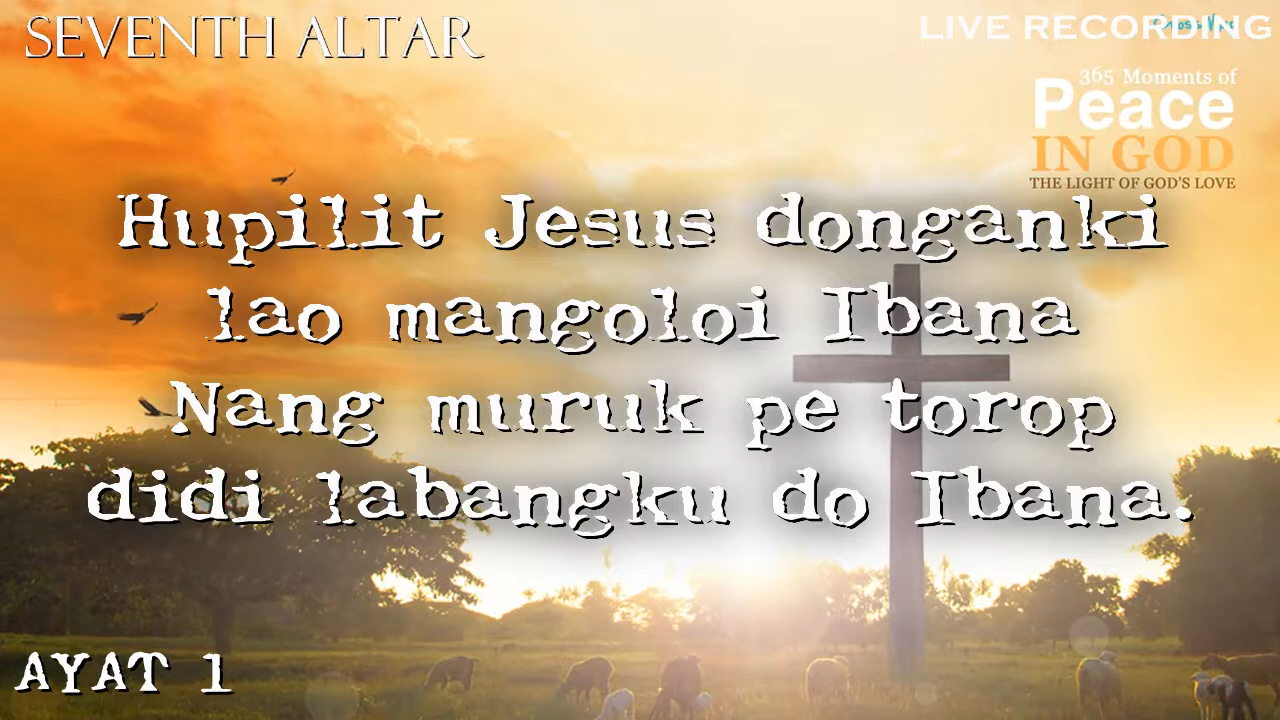 SEVENTH ALTAR
LIVE RECORDING
365 Moments of
Peace
IN GOD
THE LIGHT OF GOD'S LOVE
Hupilit Jesus donganki
lao mangoloi Ibana
Nang muruk pe torop
didi labangku do Ibana.
AYAT 1